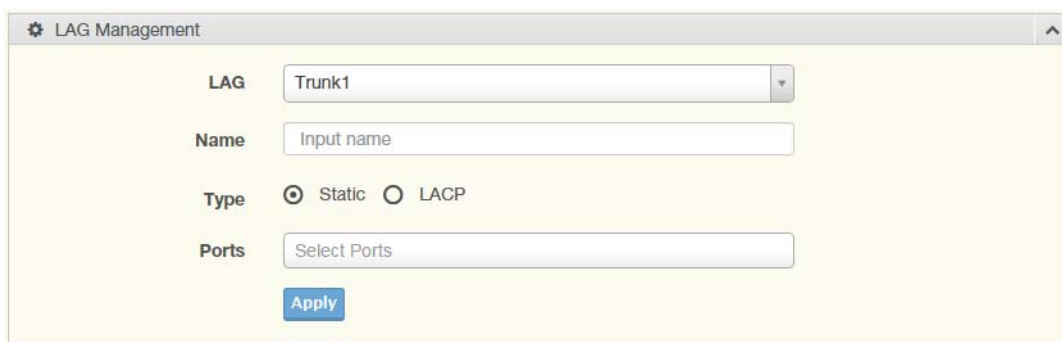 LAG Management
LAG Trunk1
Name Input name
Type Static LACP
Ports Select Ports
Apply